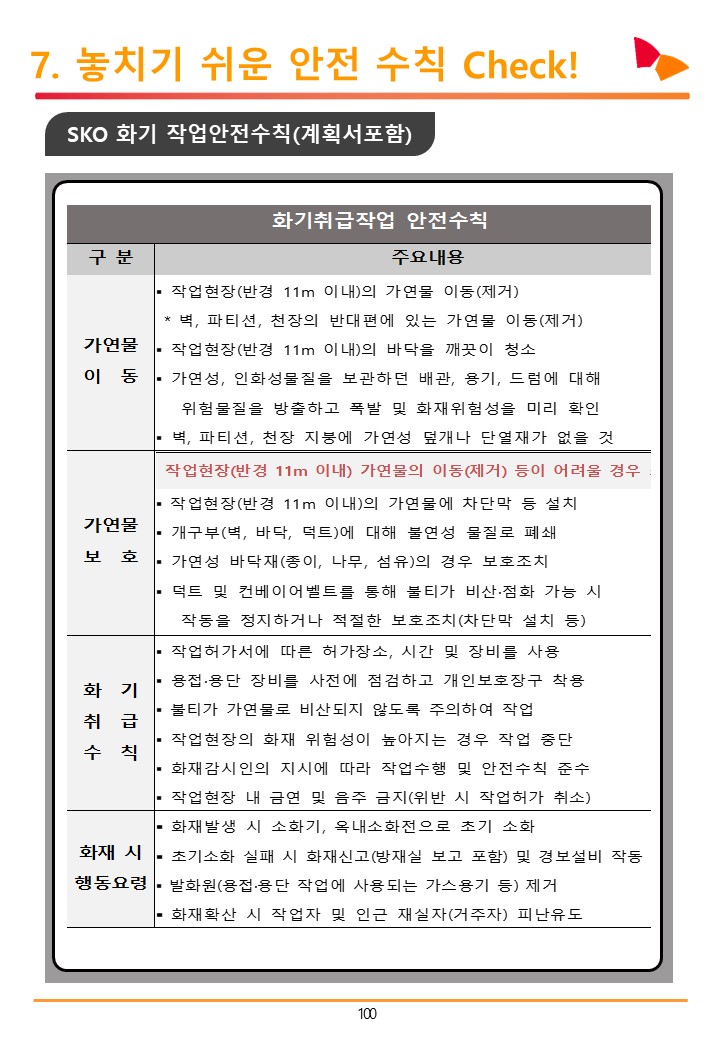 7. 놓치기 쉬운 안전 수칙 Check!
SKO 화기 작업안전수칙(계획서포함)
화기취급작업 안전수칙
구 분
주요내용
가연물
이 동
▪ 작업현장(반경 11m 이내)의 가연물 이동(제거)
* 벽, 파티션, 천장의 반대편에 있는 가연물 이동(제거)
▪ 작업현장(반경 11m 이내)의 바닥을 깨끗이 청소
▪ 가연성, 인화성물질을 보관하던 배관, 용기, 드럼에 대해
위험물질을 방출하고 폭발 및 화재위험성을 미리 확인
▪ 벽, 파티션, 천장 지붕에 가연성 덮개나 단열재가 없을 것
가연물
보 호
작업현장(반경 11m 이내) 가연물의 이동(제거) 등이 어려울 경우
▪ 작업현장(반경 11m 이내)의 가연물에 차단막 등 설치
▪ 개구부(벽, 바닥, 덕트)에 대해 불연성 물질로 폐쇄
▪ 가연성 바닥재(종이, 나무, 섬유)의 경우 보호조치
▪ 덕트 및 컨베이어벨트를 통해 불티가 비산·점화 가능 시
작동을 정지하거나 적절한 보호조치(차단막 설치 등)
화 기
취 급
수 칙
▪ 작업허가서에 따른 허가장소, 시간 및 장비를 사용
▪ 용접·용단 장비를 사전에 점검하고 개인보호장구 착용
▪ 불티가 가연물로 비산되지 않도록 주의하여 작업
▪ 작업현장의 화재 위험성이 높아지는 경우 작업 중단
▪ 화재감시인의 지시에 따라 작업수행 및 안전수칙 준수
▪ 작업현장 내 금연 및 음주 금지(위반 시 작업허가 취소)
화재 시
행동요령
▪ 화재발생 시 소화기, 옥내소화전으로 초기 소화
▪ 초기소화 실패 시 화재신고(방재실 보고 포함) 및 경보설비 작동
▪ 발화원(용접·용단 작업에 사용되는 가스용기 등) 제거
▪ 화재확산 시 작업자 및 인근 재실자(거주자) 피난유도
100